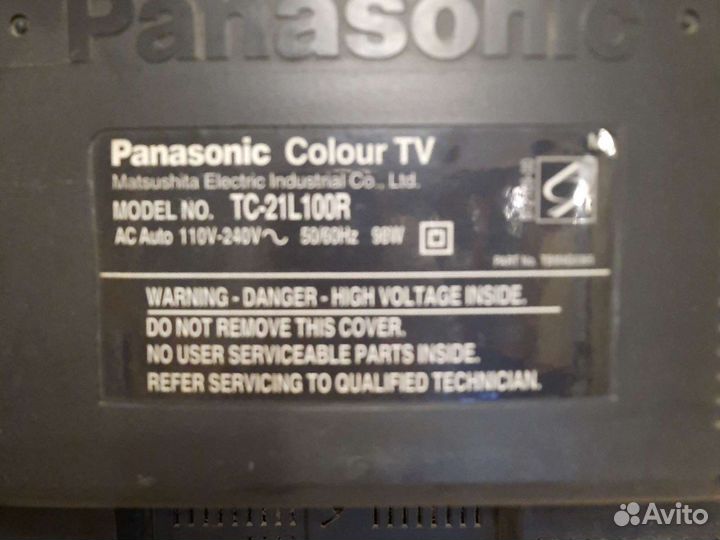 Panasonic
Panasonic Colour TV
Matsushita Electric Industrial Co., Ltd.
MODEL NO. TC-21L100R
AC Auto 110V-240V~ 50/60Hz 98W
PART No.
WARNING - DANGER - HIGH VOLTAGE INSIDE.
DO NOT REMOVE THIS COVER.
NO USER SERVICEABLE PARTS INSIDE.
REFER SERVICING TO QUALIFIED TECHNICIAN.
Avito